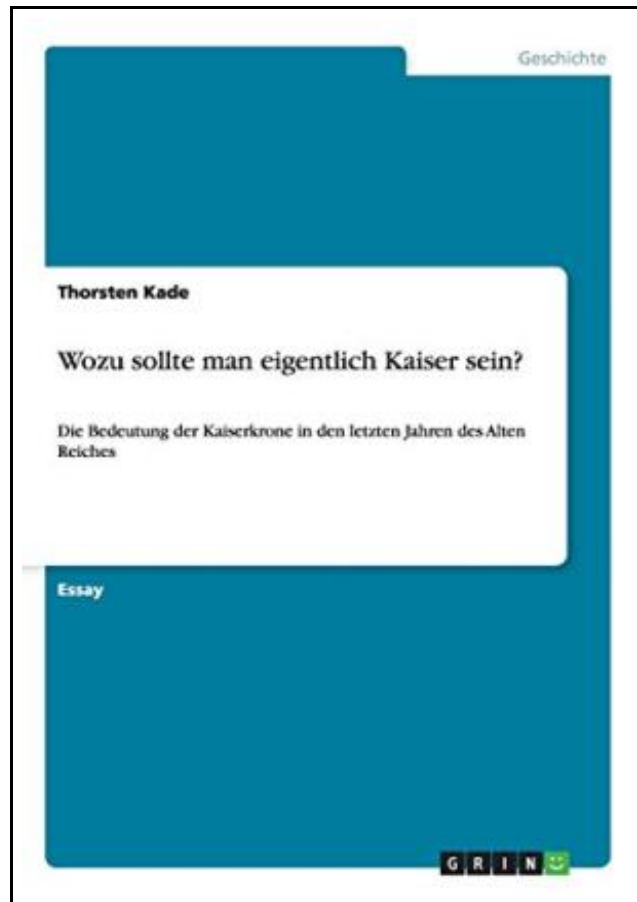 Geschichte
Thorsten Kade
Wozu sollte man eigentlich Kaiser sein?
Die Bedeutung der Kaiserkrone in den letzten Jahren des Alten
Reiches
Essay
GRIN